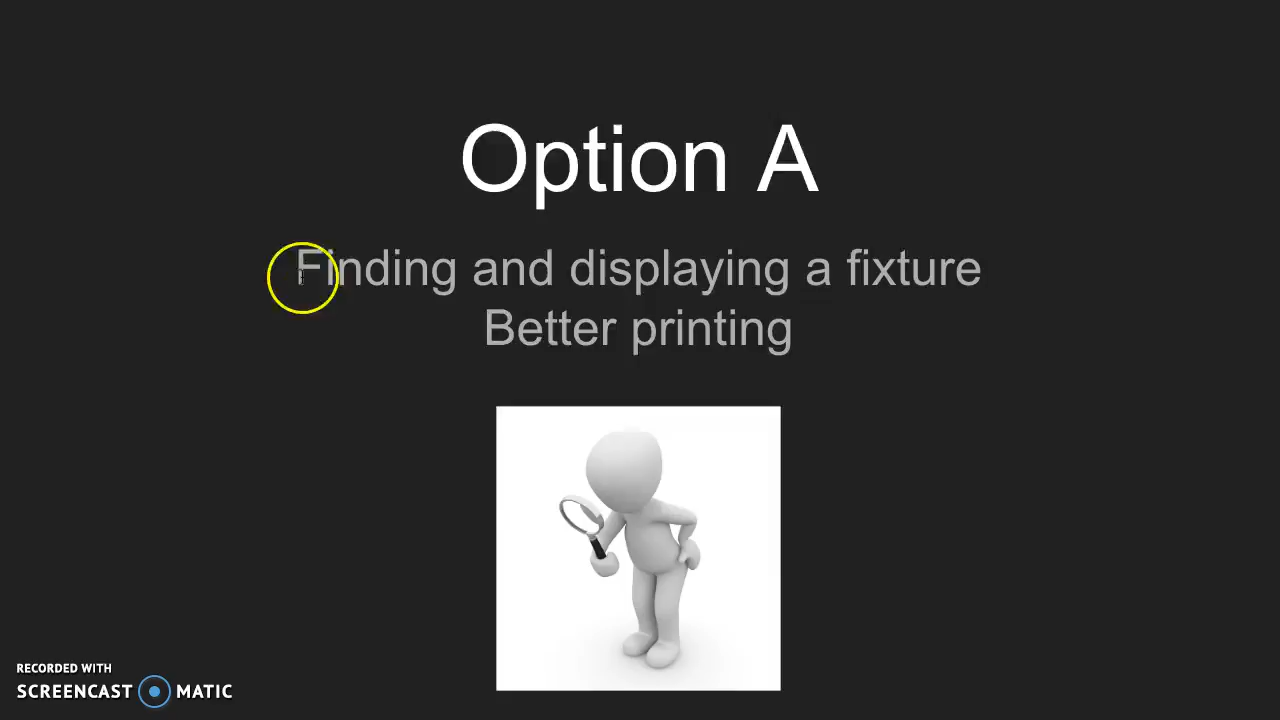 Option A
Finding and displaying a fixture
Better printing
RECORDED WITH
SCREENCAST MATIC